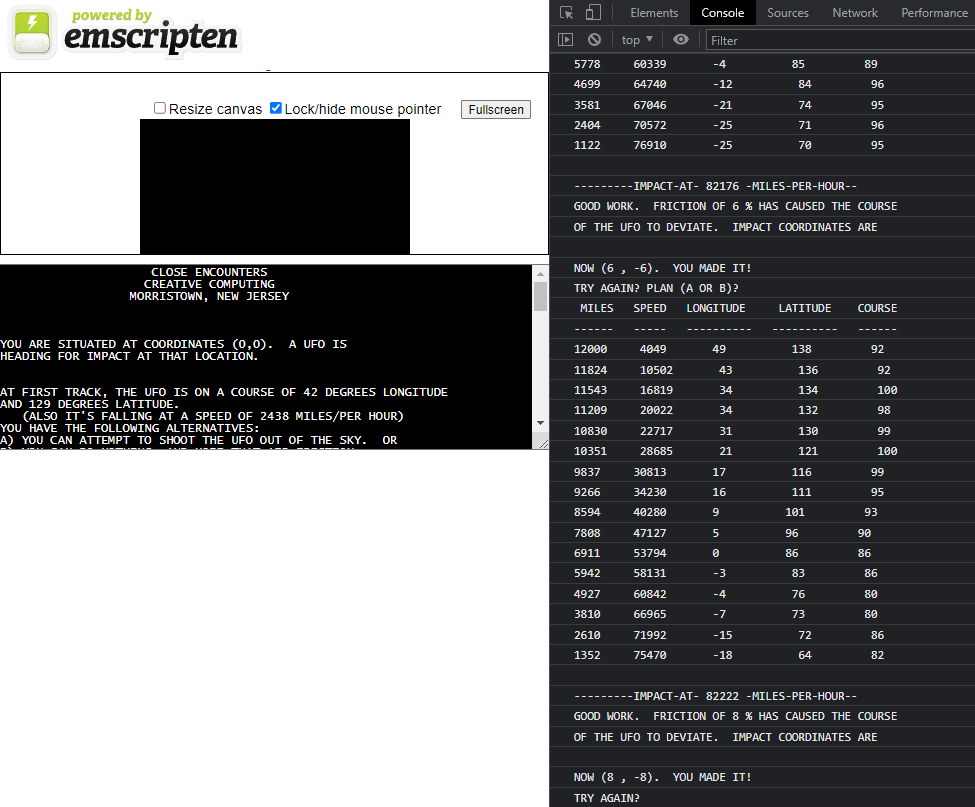 powered by
emscripten
Resize canvas Lock/hide mouse pointer Fullscreen
CLOSE ENCOUNTERS
CREATIVE COMPUTING
MORRISTOWN, NEW JERSEY
YOU ARE SITUATED AT COORDINATES (0,0).  A UFO IS
HEADING FOR IMPACT AT THAT LOCATION.
AT FIRST TRACK, THE UFO IS ON A COURSE OF 42 DEGREES LONGITUDE
AND 129 DEGREES LATITUDE.
(ALSO IT'S FALLING AT A SPEED OF 2438 MILES/PER HOUR)
YOU HAVE THE FOLLOWING ALTERNATIVES:
A) YOU CAN ATTEMPT TO SHOOT THE UFO OUT OF THE SKY.  OR
Elements Console Sources Network Performance
top Filter
5778 60339 -4 85 89
4699 64740 -12 84 96
3581 67046 -21 74 95
2404 70572 -25 71 96
1122 76910 -25 70 95
---------IMPACT-AT- 82176 -MILES-PER-HOUR--
GOOD WORK.  FRICTION OF 6 % HAS CAUSED THE COURSE
OF THE UFO TO DEVIATE.  IMPACT COORDINATES ARE
NOW (6 , -6).  YOU MADE IT!
TRY AGAIN? PLAN (A OR B)?
MILES SPEED LONGITUDE LATITUDE COURSE
------ ----- ---------- ---------- ------
12000 4049 49 138 92
11824 10502 43 136 92
11543 16819 34 134 100
11209 20022 34 132 98
10830 22717 31 130 99
10351 28685 21 121 100
9837 30813 17 116 99
9266 34230 16 111 95
8594 40280 9 101 93
7808 47127 5 96 90
6911 53794 0 86 86
5942 58131 -3 83 86
4927 60842 -4 76 80
3810 66965 -7 73 80
2610 71992 -15 72 86
1352 75470 -18 64 82
---------IMPACT-AT- 82222 -MILES-PER-HOUR--
GOOD WORK.  FRICTION OF 8 % HAS CAUSED THE COURSE
OF THE UFO TO DEVIATE.  IMPACT COORDINATES ARE
NOW (8 , -8).  YOU MADE IT!
TRY AGAIN?